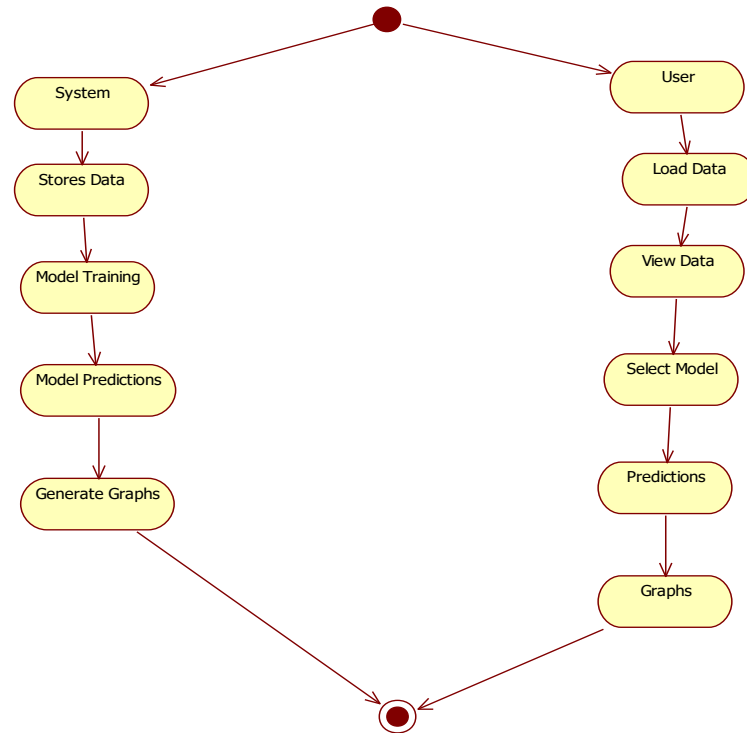 System
Stores Data
Model Training
Model Predictions
Generate Graphs
User
Load Data
View Data
Select Model
Predictions
Graphs